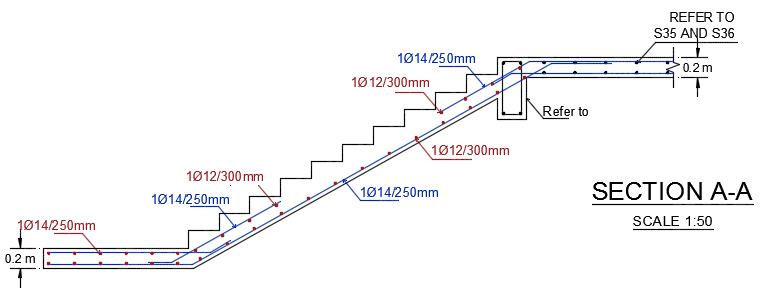 REFER TO
S35 AND S36
1Ø14/250mm
0.2 m
1Ø12/300mm
Refer to
1Ø12/300mm
1Ø12/300mm
1Ø14/250mm
1Ø14/250mm
1Ø14/250mm
0.2 m
SECTION A-A
SCALE 1:50